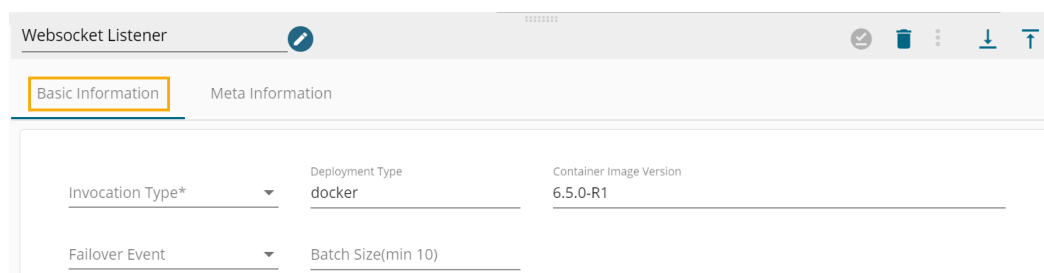 Websocket Listener
Basic Information Meta Information
Deployment Type Container Image Version
Invocation Type* docker 6.5.0-R1
Failover Event Batch Size(min 10)